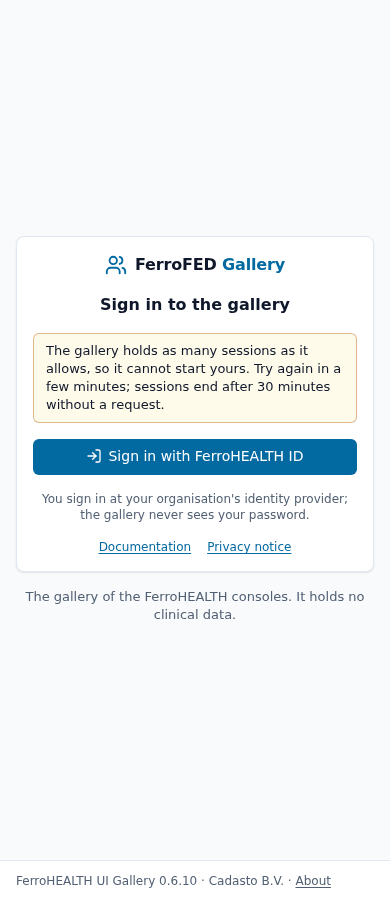 FerroFED Gallery
Sign in to the gallery
The gallery holds as many sessions as it
allows, so it cannot start yours. Try again in a
few minutes; sessions end after 30 minutes
without a request.
Sign in with FerroHEALTH ID
You sign in at your organisation's identity provider;
the gallery never sees your password.
Documentation Privacy notice
The gallery of the FerroHEALTH consoles. It holds no
clinical data.
FerroHEALTH UI Gallery 0.6.10 · Cadasto B.V. · About